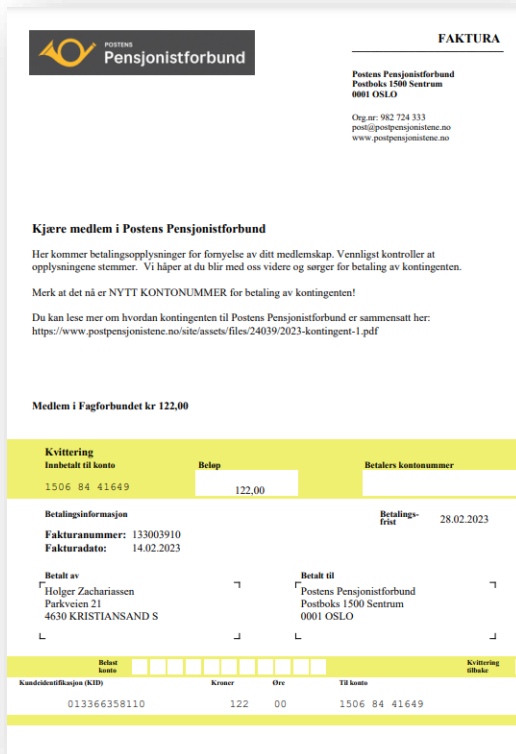 POSTENS
Pensjonistforbund
FAKTURA
Postens Pensjonistforbund
Postboks 1500 Sentrum
0001 OSLO
Org.nr: 982 724 333
post@postpensjonistene.no
www.postpensjonistene.no
Kjære medlem i Postens Pensjonistforbund
Her kommer betalingsopplysninger for fornyelse av ditt medlemskap. Vennligst kontroller at
opplysningene stemmer. Vi håper at du blir med oss videre og sørger for betaling av kontingenten.
Merk at det nå er NYTT KONTONUMMER for betaling av kontingenten!
Du kan lese mer om hvordan kontingenten til Postens Pensjonistforbund er sammensatt her:
https://www.postpensjonistene.no/site/assets/files/24039/2023-kontingent-1.pdf
Medlem i Fagforbundet kr 122,00
Kvittering
Innbetalt til konto Beløp Betalers kontonummer
1506 84 41649 122,00
Betalingsinformasjon Betalings-
frist 28.02.2023
Fakturanummer: 133003910
Fakturadato: 14.02.2023
Betalt av Betalt til
Holger Zachariassen Postens Pensjonistforbund
Parkveien 21 Postboks 1500 Sentrum
4630 KRISTIANSAND S 0001 OSLO
Belast Kvittering
konto tilbake
Kundeidentifikasjon (KID) Kroner Øre Til konto
013366358110 122 00 1506 84 41649